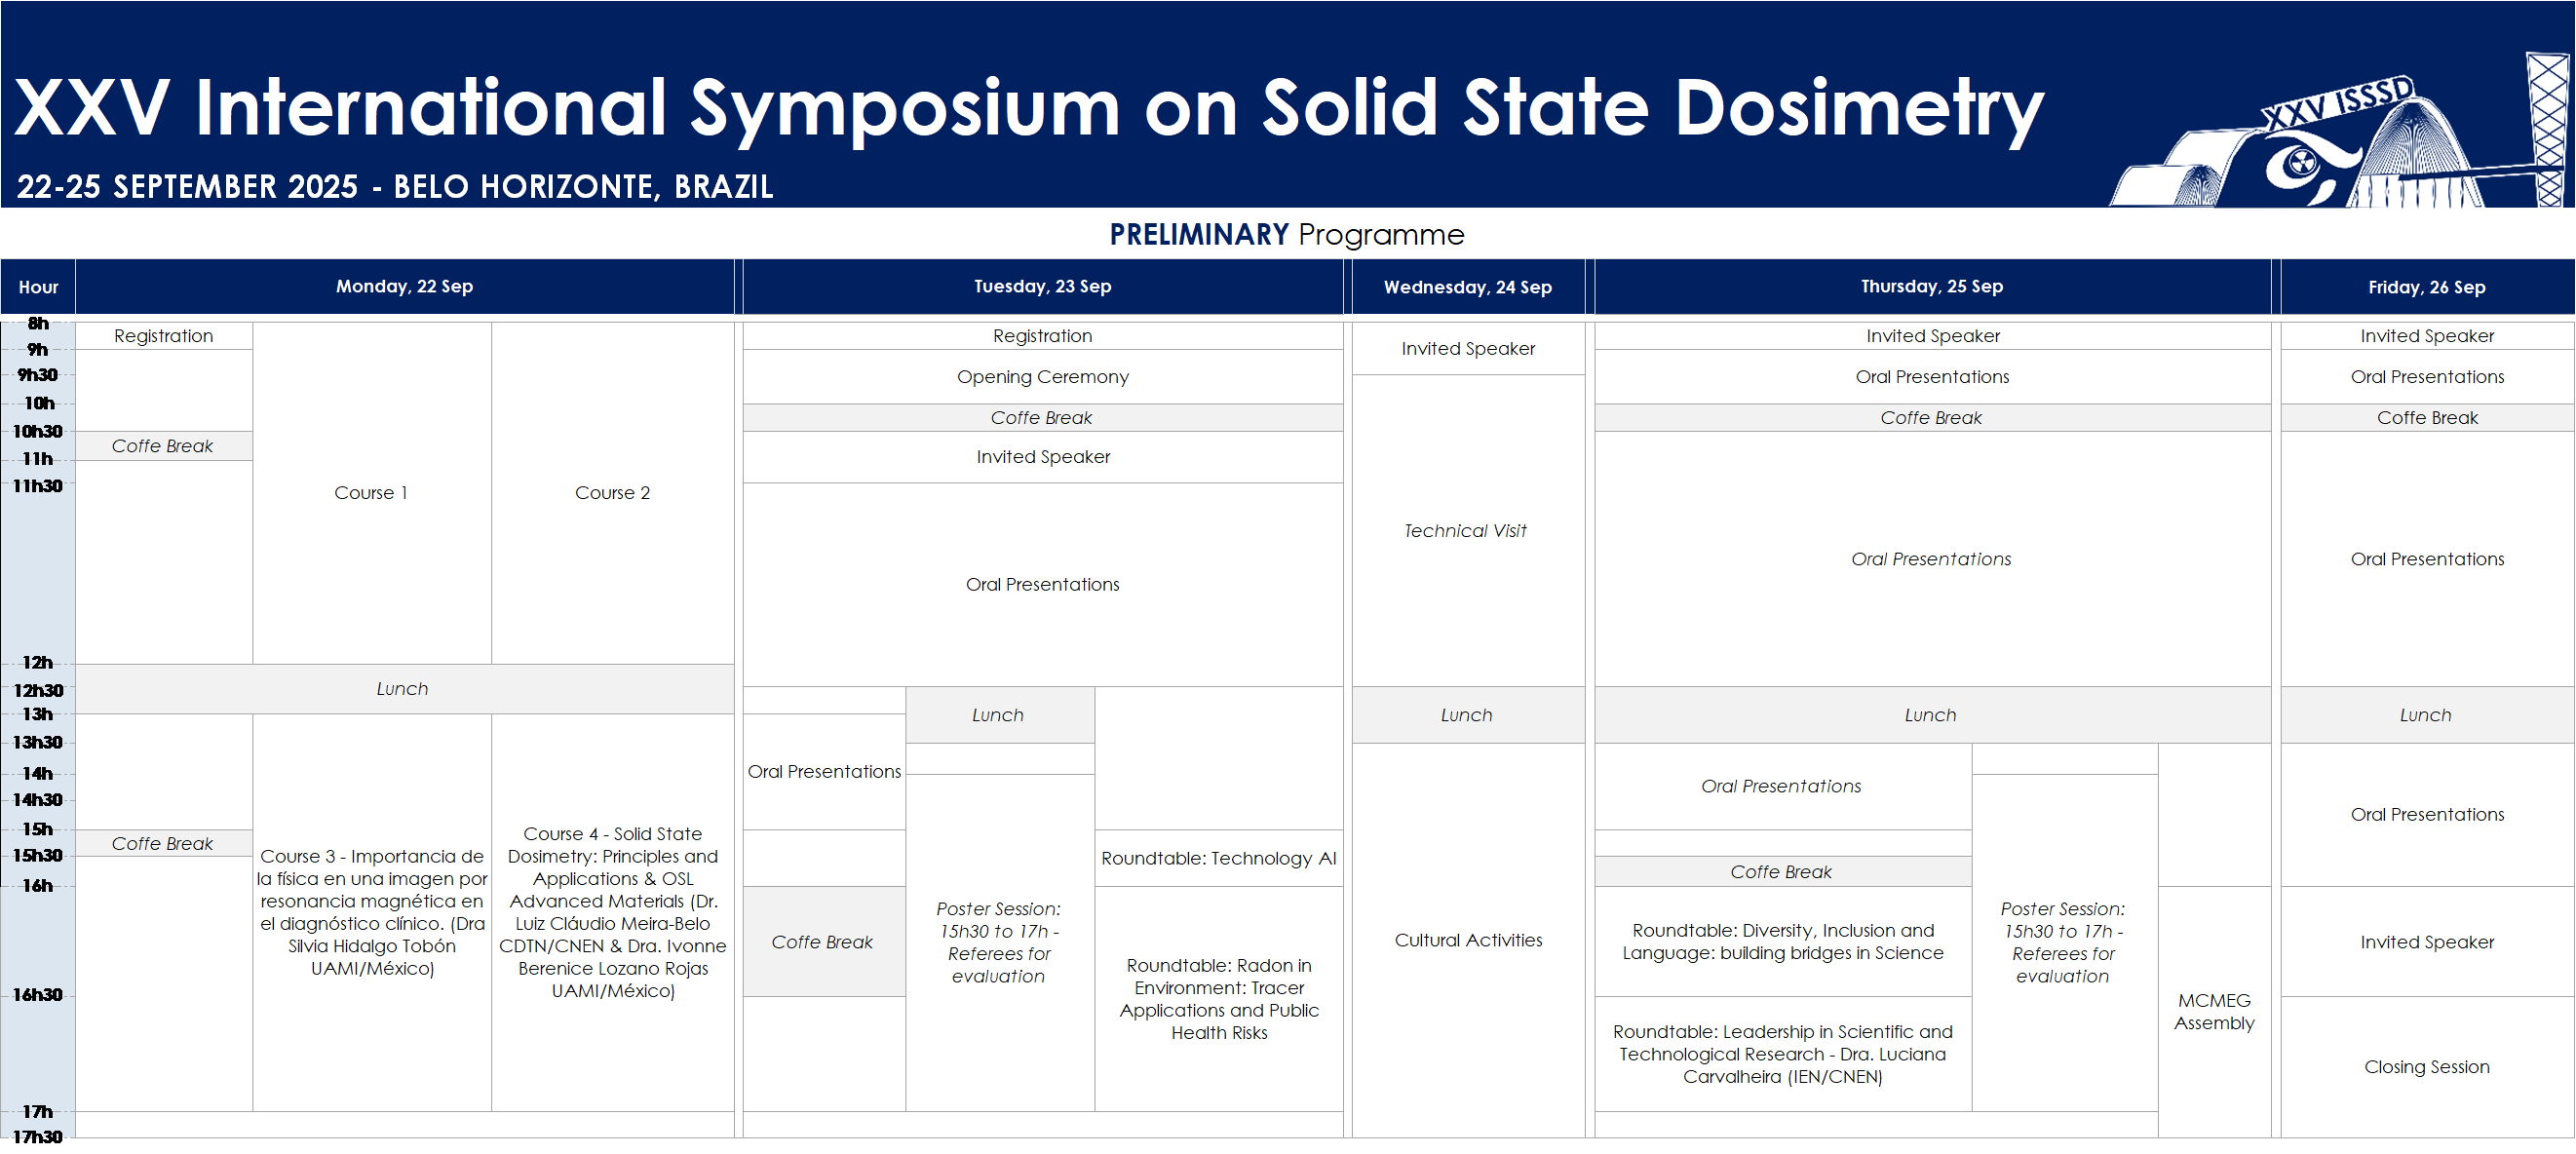 XXV International Symposium on Solid State Dosimetry
XXV ISSSD
22-25 SEPTEMBER 2025 - BELO HORIZONTE, BRAZIL
PRELIMINARY Programme
Hour
Monday, 22 Sep
Tuesday, 23 Sep
Wednesday, 24 Sep
Thursday, 25 Sep
Friday, 26 Sep
8h
9h
9h30
10h
10h30
11h
11h30
12h
12h30
13h
13h30
14h
14h30
15h
15h30
16h
16h30
17h
17h30
Registration
Coffe Break
Course 1
Course 2
Lunch
Coffe Break
Course 3 - Importancia de
la física en una imagen por
resonancia magnética en
el diagnóstico clínico. (Dra
Silvia Hidalgo Tobón
UAMI/México)
Course 4 - Solid State
Dosimetry: Principles and
Applications & OSL
Advanced Materials (Dr.
Luiz Cláudio Meira-Belo
CDTN/CNEN & Dra. Ivonne
Berenice Lozano Rojas
UAMI/México)
Registration
Opening Ceremony
Coffe Break
Invited Speaker
Oral Presentations
Oral Presentations
Coffe Break
Lunch
Poster Session:
15h30 to 17h -
Referees for
evaluation
Roundtable: Technology AI
Roundtable: Radon in
Environment: Tracer
Applications and Public
Health Risks
Invited Speaker
Technical Visit
Lunch
Cultural Activities
Invited Speaker
Oral Presentations
Coffe Break
Oral Presentations
Lunch
Oral Presentations
Coffe Break
Roundtable: Diversity, Inclusion and
Language: building bridges in Science
Roundtable: Leadership in Scientific and
Technological Research - Dra. Luciana
Carvalheira (IEN/CNEN)
Poster Session:
15h30 to 17h -
Referees for
evaluation
MCMEG
Assembly
Invited Speaker
Oral Presentations
Coffe Break
Oral Presentations
Lunch
Oral Presentations
Invited Speaker
Closing Session